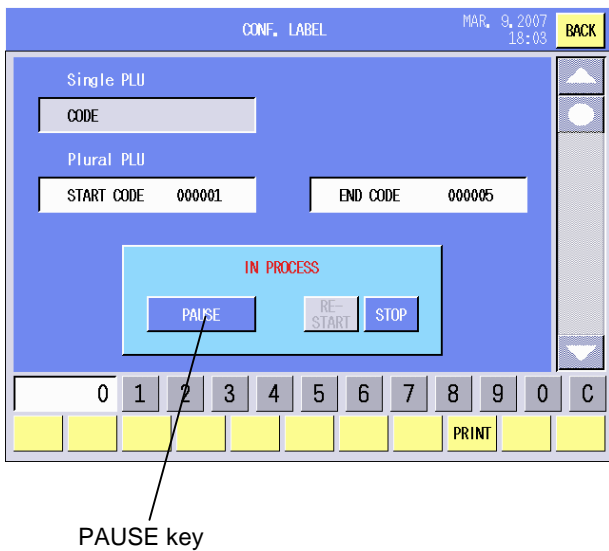 CONF. LABEL
MAR. 9.2007
18:03
BACK
Single PLU
CODE
Plural PLU
START CODE 000001
END CODE 000005
IN PROCESS
PAUSE
RE-
START
STOP
0 1 2 3 4 5 6 7 8 9 0 C
PRINT
PAUSE key